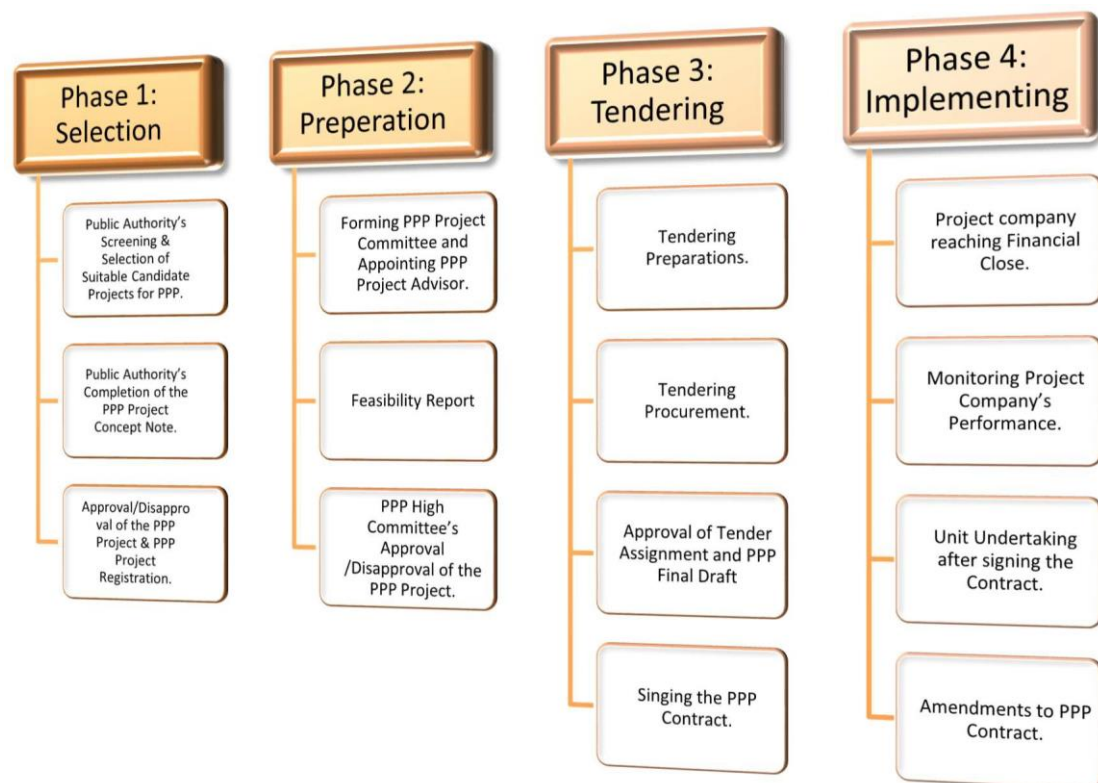 Phase 1:
Selection
Public Authority's
Screening &
Selection of
Suitable Candidate
Projects for PPP.
Public Authority's
Completion of the
PPP Project
Concept Note.
Approval/Disappro
val of the PPP
Project & PPP
Project
Registration.
Phase 2:
Preperation
Forming PPP Project
Committee and
Appointing PPP
Project Advisor.
Feasibility Report
PPP High
Committee's
Approval
/Disapproval of the
PPP Project.
Phase 3:
Tendering
Tendering
Preparations.
Tendering
Procurement.
Approval of Tender
Assignment and PPP
Final Draft
Singing the PPP
Contract.
Phase 4:
Implementing
Project company
reaching Financial
Close.
Monitoring Project
Company's
Performance.
Unit Undertaking
after signing the
Contract.
Amendments to PPP
Contract.